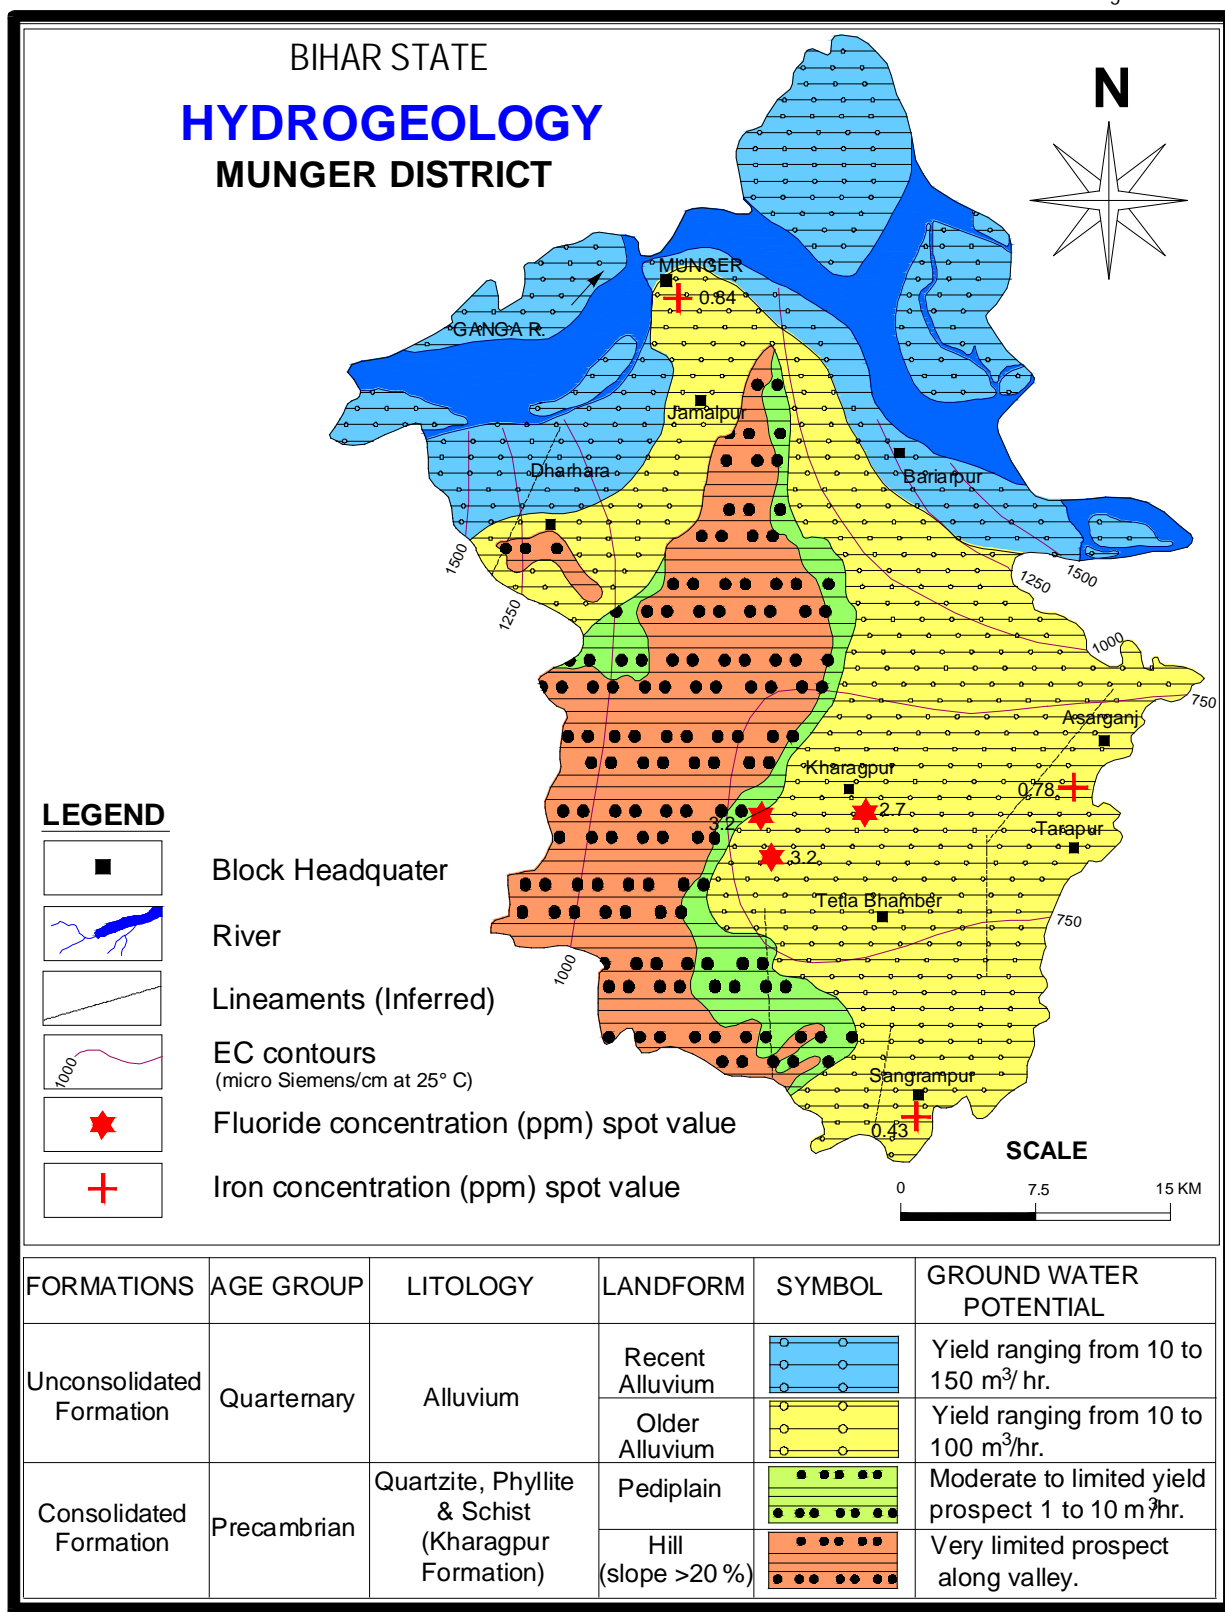 BIHAR STATE
HYDROGEOLOGY
MUNGER DISTRICT
N
MUNGER
0.84
GANGA R.
Jamalpur
Dharhara
Bariarpur
1500
1250
1250
1500
1000
750
Asarganj
Kharagpur
0.78
2.7
3.2
Tarapur
3.2
Tetia Bhamber
750
1000
Sangrampur
0.43
LEGEND
Block Headquater
River
Lineaments (Inferred)
1000
EC contours
(micro Siemens/cm at 25° C)
Fluoride concentration (ppm) spot value
Iron concentration (ppm) spot value
SCALE
0 7.5 15 KM
FORMATIONS AGE GROUP LITOLOGY LANDFORM SYMBOL GROUND WATER
POTENTIAL
Unconsolidated
Formation
Quarternary
Alluvium
Recent
Alluvium
Yield ranging from 10 to
150 m³/ hr.
Older
Alluvium
Yield ranging from 10 to
100 m³/hr.
Consolidated
Formation
Precambrian
Quartzite, Phyllite
& Schist
(Kharagpur
Formation)
Pediplain
Moderate to limited yield
prospect 1 to 10 m³/hr.
Hill
(slope >20 %)
Very limited prospect
along valley.